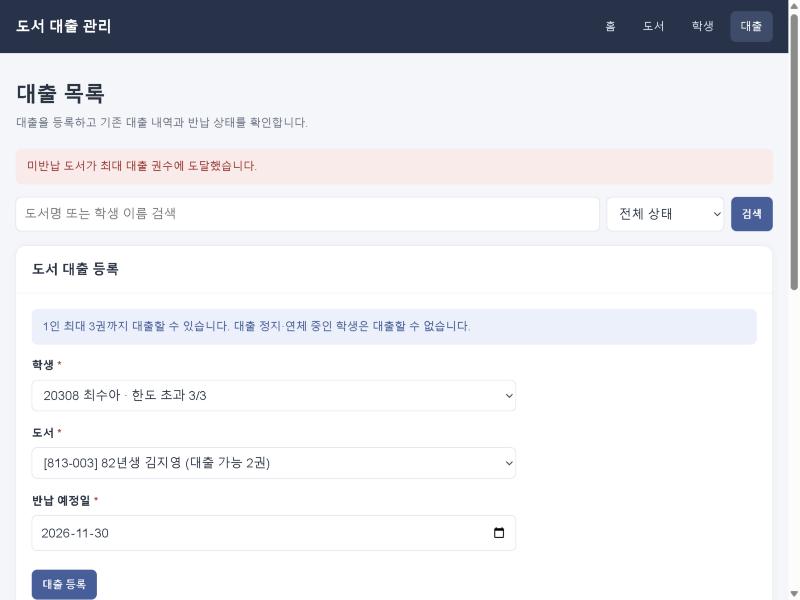 도서 대출 관리
홈 도서 학생 대출
대출 목록
대출을 등록하고 기존 대출 내역과 반납 상태를 확인합니다.
미반납 도서가 최대 대출 권수에 도달했습니다.
도서명 또는 학생 이름 검색 전체 상태 검색
도서 대출 등록
1인 최대 3권까지 대출할 수 있습니다. 대출 정지·연체 중인 학생은 대출할 수 없습니다.
학생 *
20308 최수아 · 한도 초과 3/3
도서 *
[813-003] 82년생 김지영 (대출 가능 2권)
반납 예정일 *
2026-11-30
대출 등록